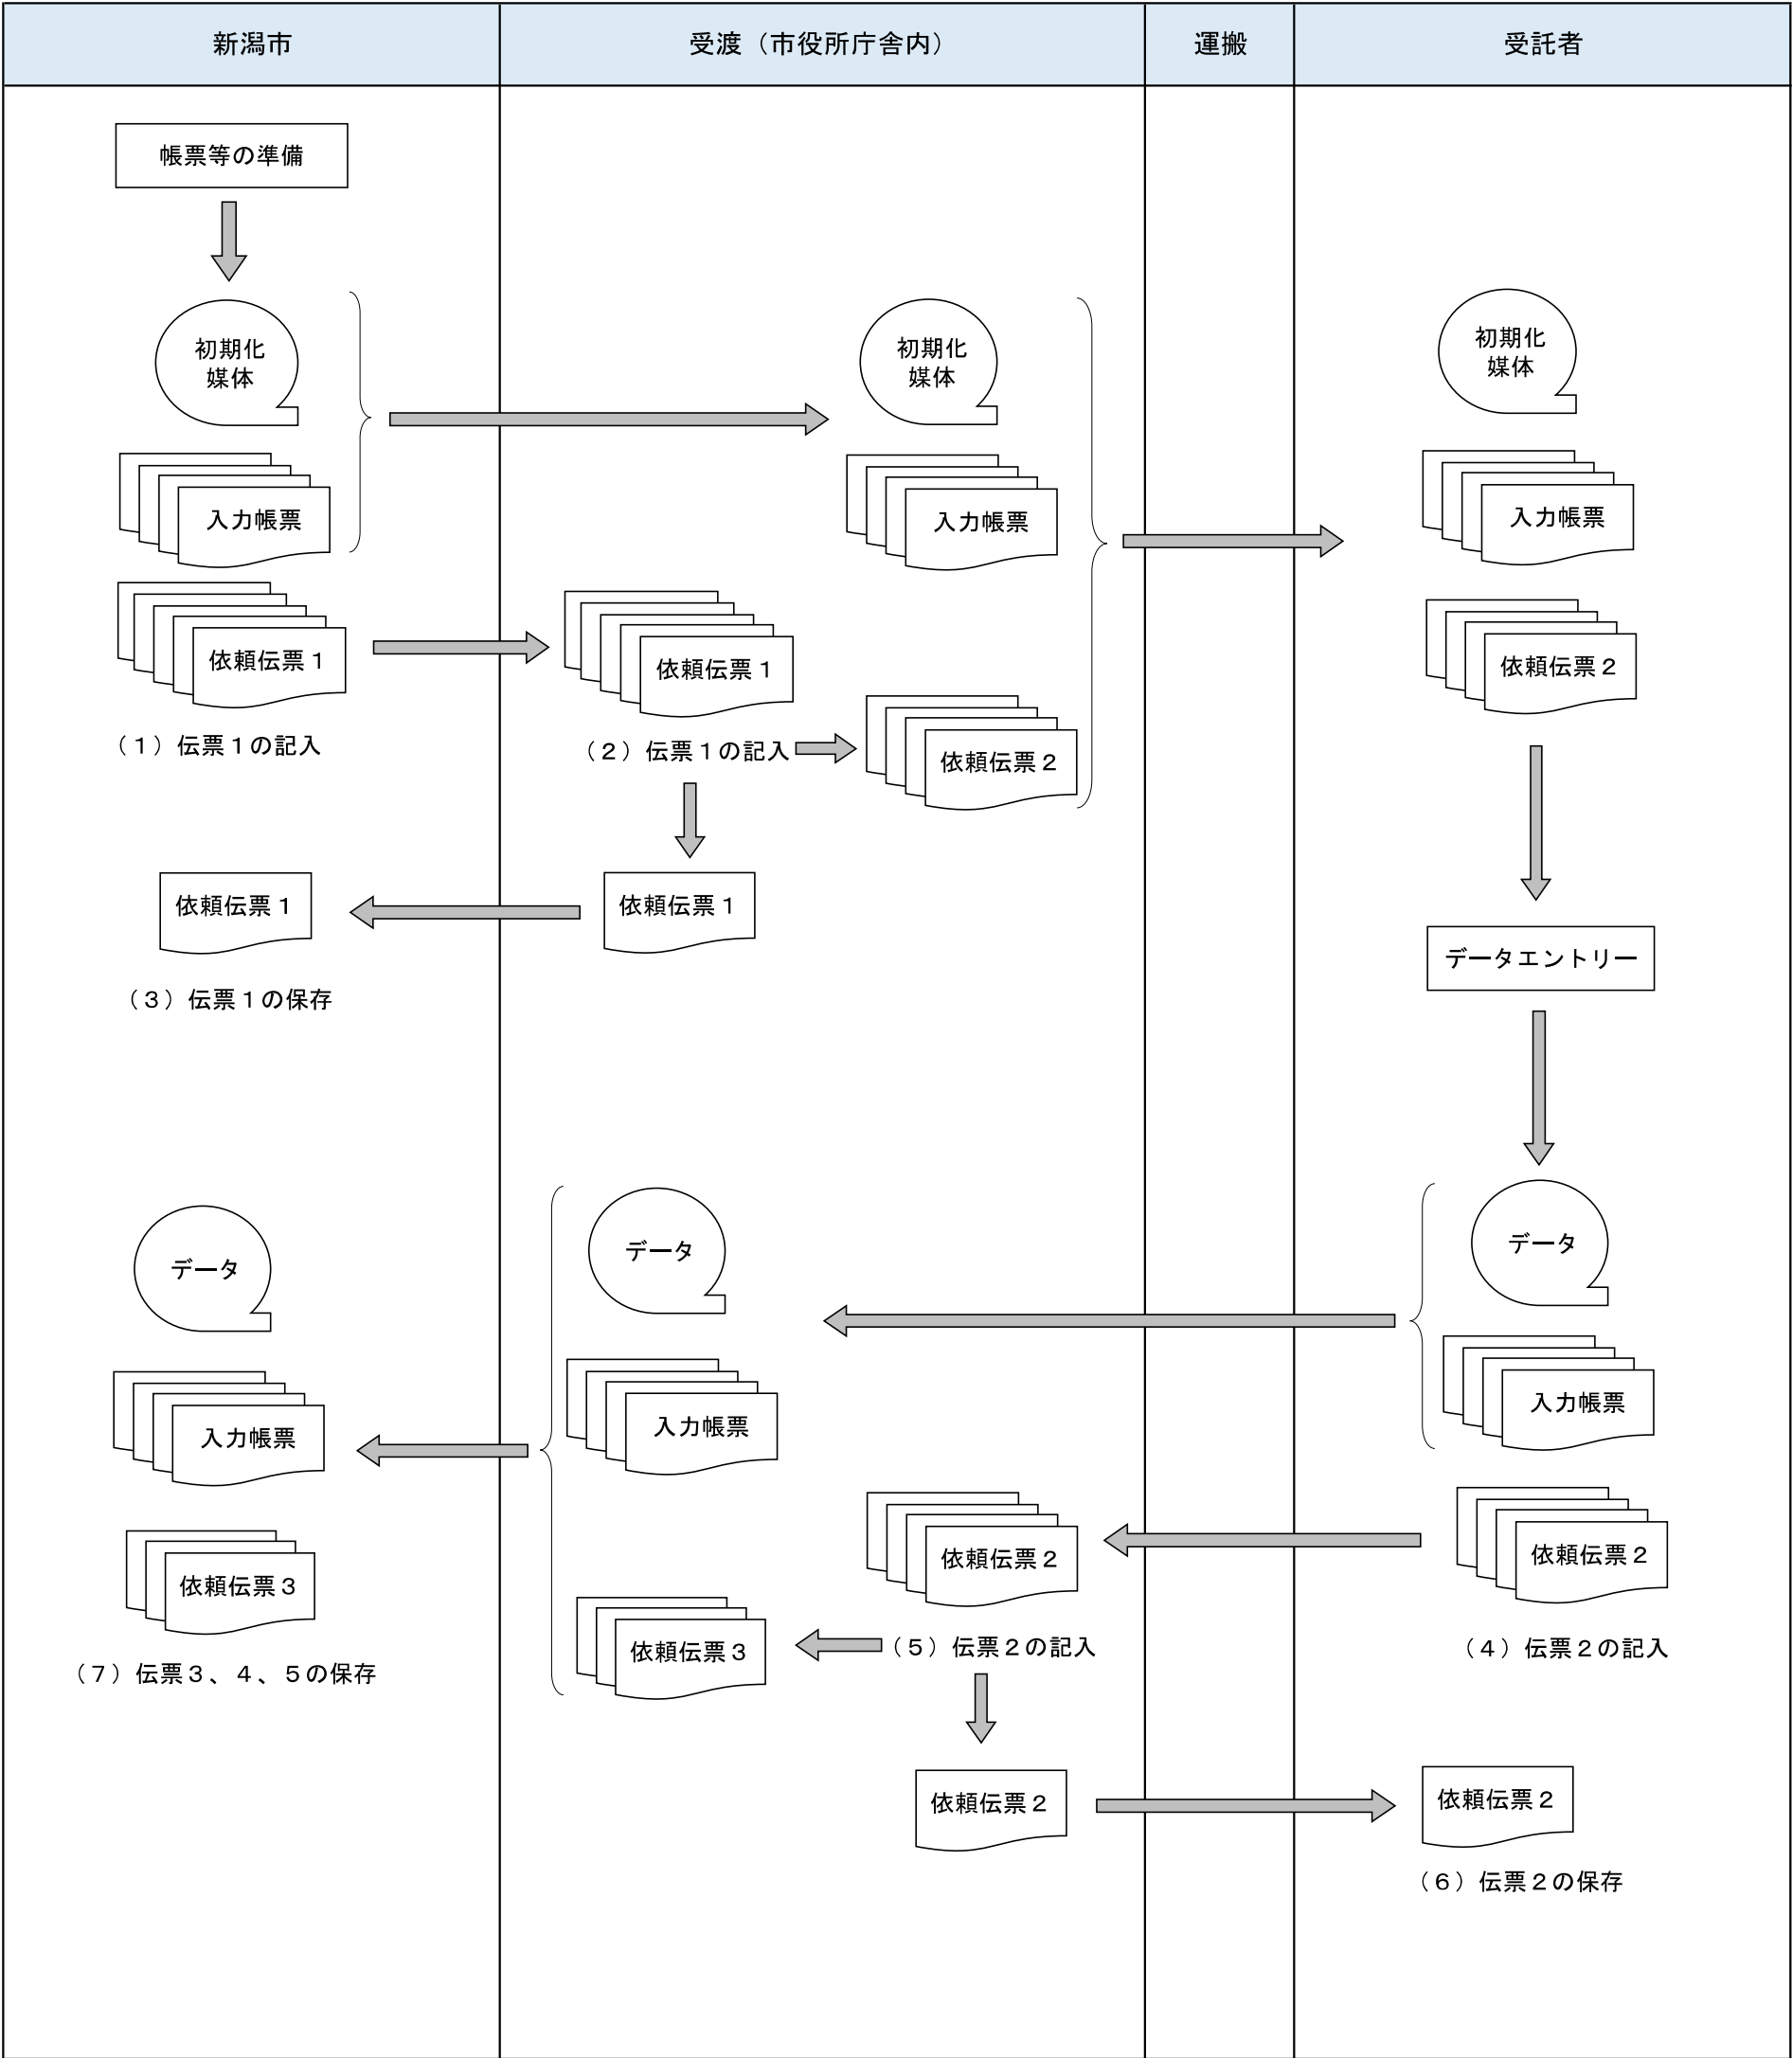 新潟市
受渡（市役所庁舎内）
運搬
受託者
帳票等の準備
初期化
媒体
初期化
媒体
初期化
媒体
入力帳票
入力帳票
入力帳票
依頼伝票１
依頼伝票１
依頼伝票２
（１）伝票１の記入
（２）伝票１の記入
依頼伝票２
依頼伝票１
依頼伝票１
データエントリー
（３）伝票１の保存
データ
データ
データ
入力帳票
入力帳票
入力帳票
依頼伝票２
依頼伝票２
依頼伝票３
依頼伝票３
（５）伝票２の記入
（４）伝票２の記入
（７）伝票３、４、５の保存
依頼伝票２
依頼伝票２
（６）伝票２の保存